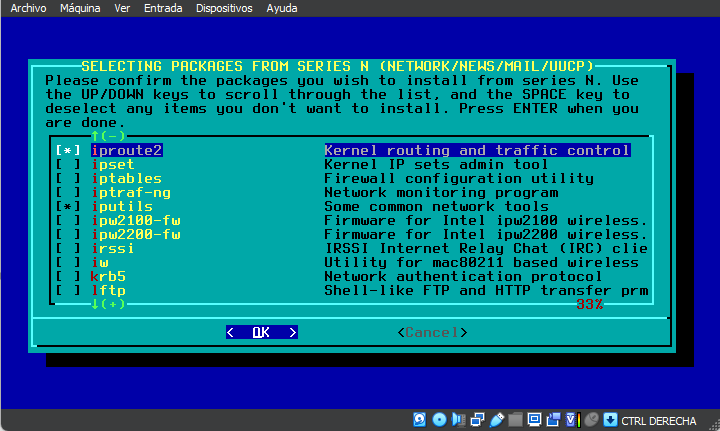 Archivo Máquina Ver Entrada Dispositivos Ayuda
SELECTING PACKAGES FROM SERIES N (NETWORK/NEWS/MAIL/UUCP)
Please confirm the packages you wish to install from series N. Use
the UP/DOWN keys to scroll through the list, and the SPACE key to
deselect any items you don't want to install. Press ENTER when you
are done.
↑(-)
[*] iproute2 Kernel routing and traffic control
[ ] ipset Kernel IP sets admin tool
[ ] iptables Firewall configuration utility
[ ] iptraf-ng Network monitoring program
[*] iputils Some common network tools
[ ] ipw2100-fw Firmware for Intel ipw2100 wireless.
[ ] ipw2200-fw Firmware for Intel ipw2200 wireless.
[ ] irssi IRSSI Internet Relay Chat (IRC) clie
[ ] iw Utility for mac80211 based wireless
[ ] krb5 Network authentication protocol
[ ] lftp Shell-like FTP and HTTP transfer prm
↓(+) 33%
< OK > <Cancel>
CTRL DERECHA